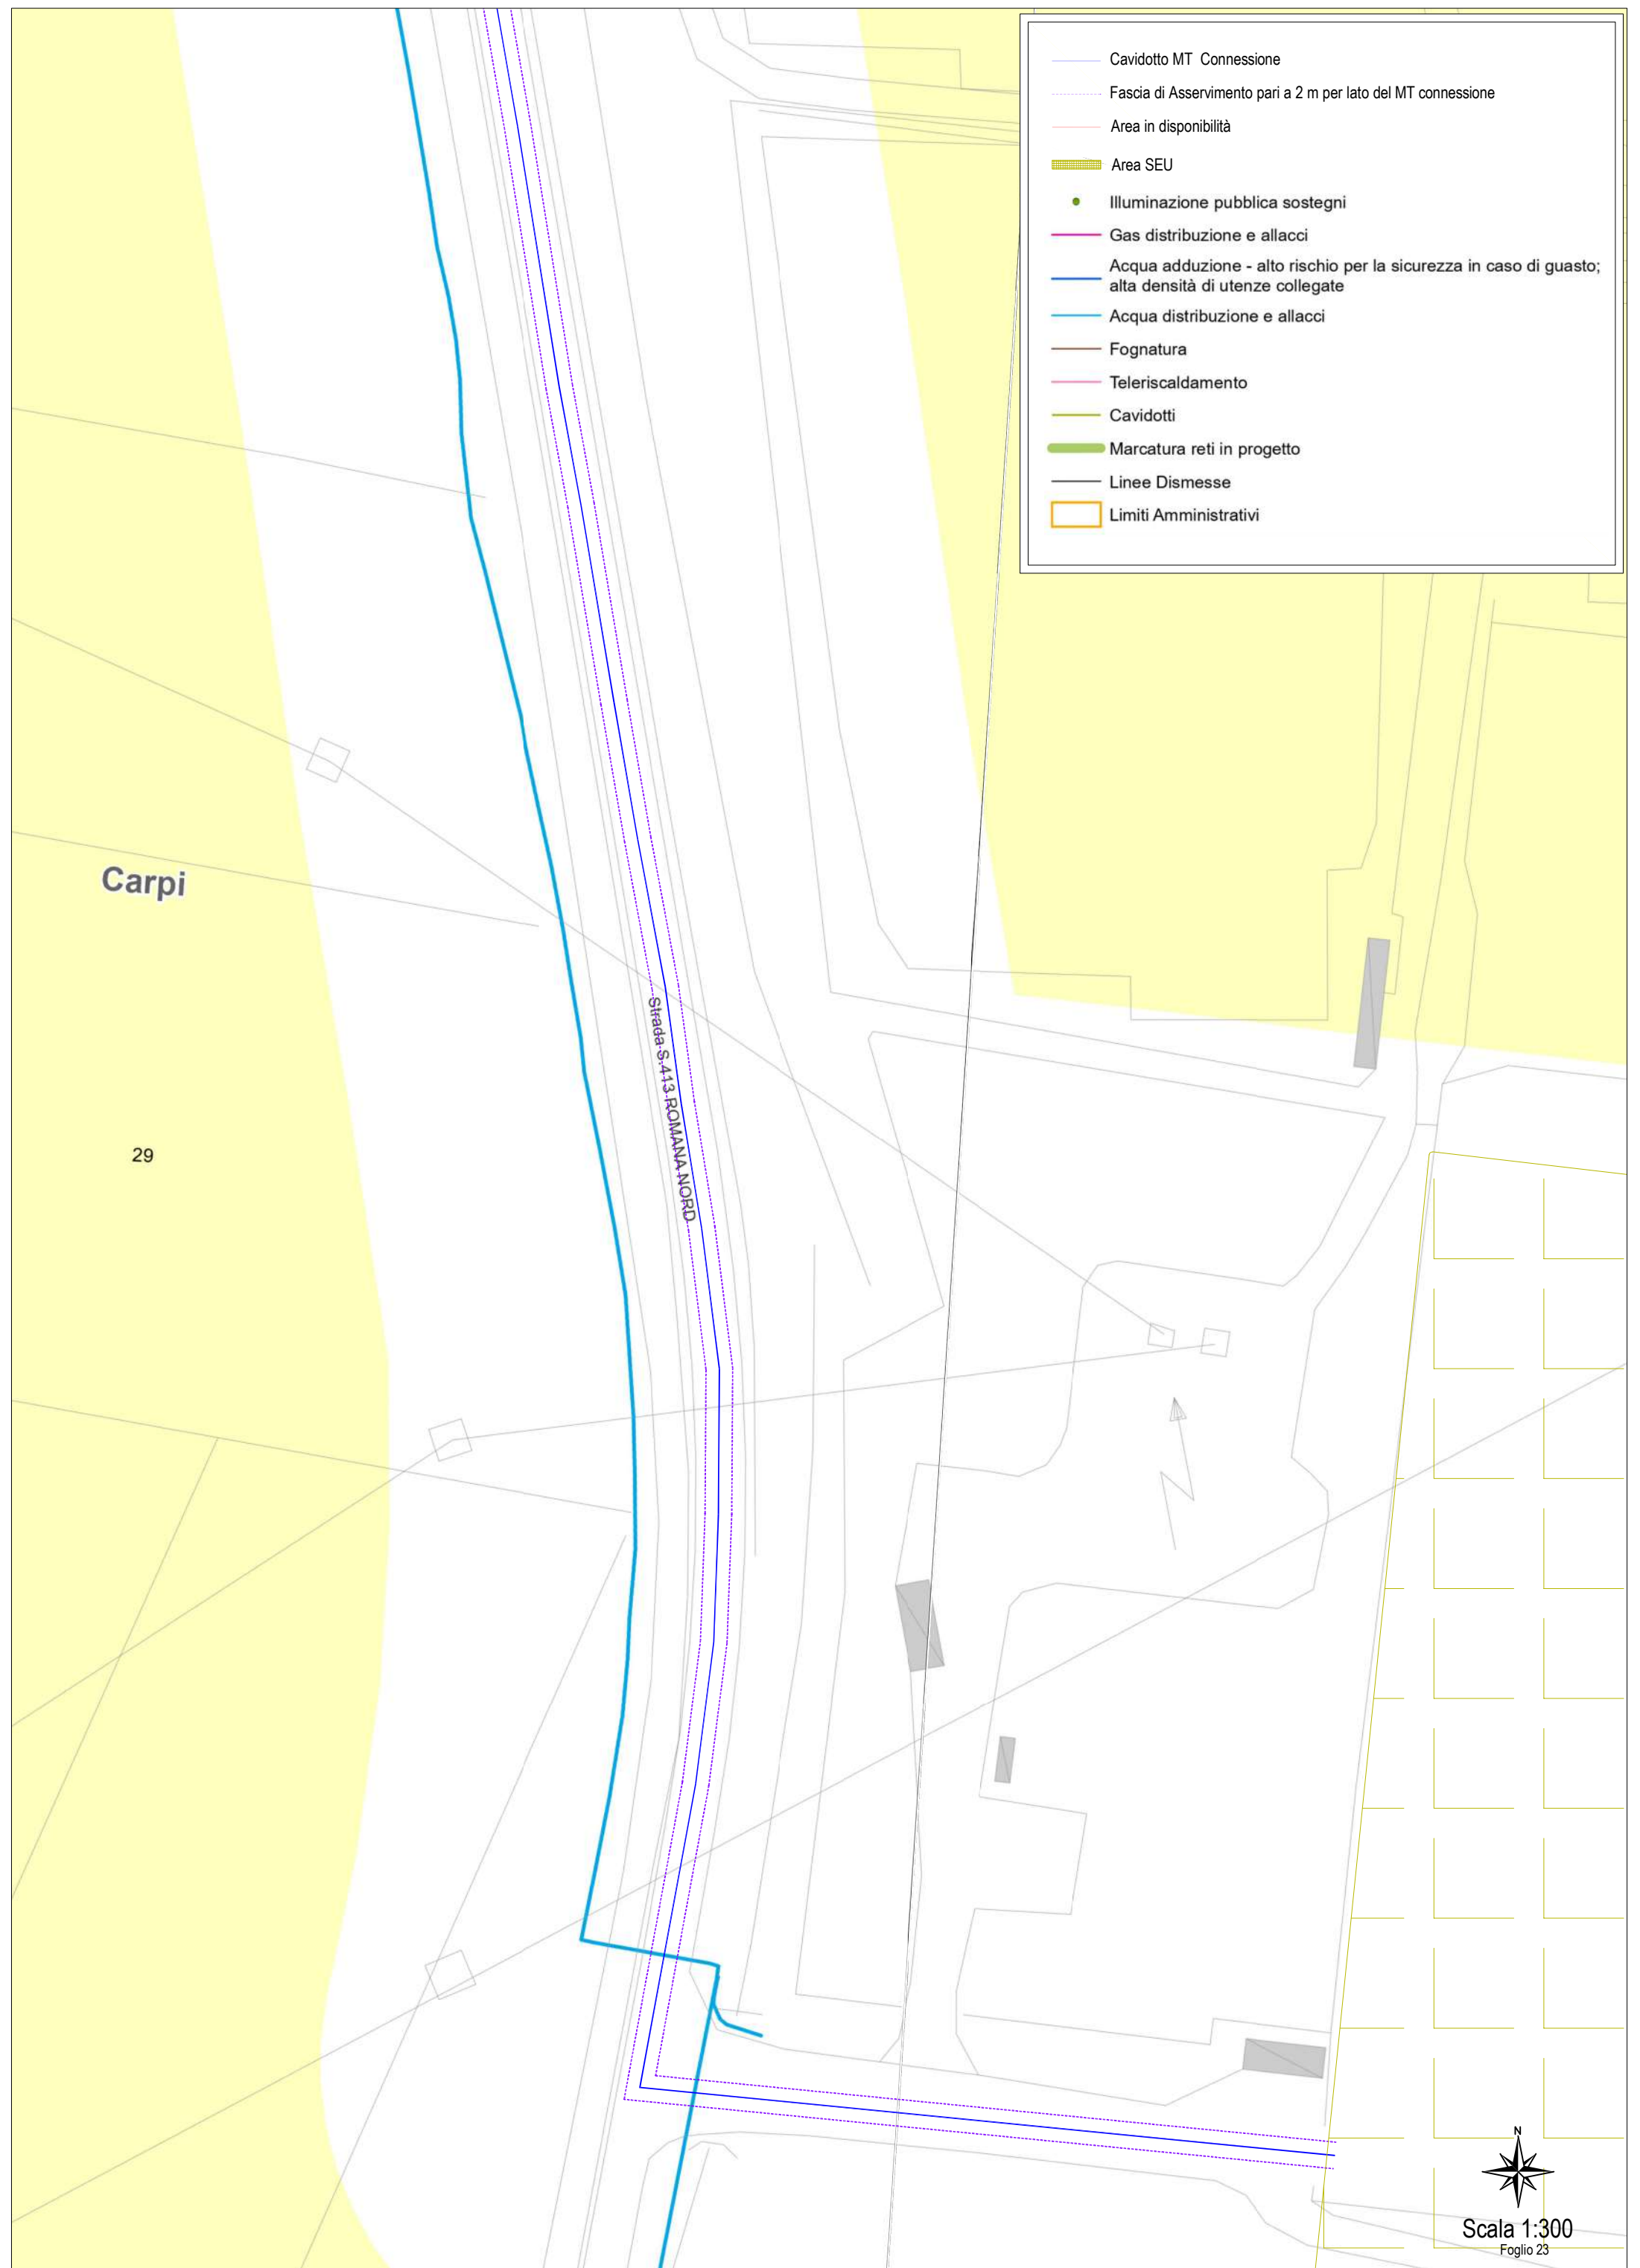 Cavidotto MT Connessione
Fascia di Asservimento pari a 2 m per lato del MT connessione
Area in disponibilità
Area SEU
Illuminazione pubblica sostegni
Gas distribuzione e allacci
Acqua adduzione - alto rischio per la sicurezza in caso di guasto;
alta densità di utenze collegate
Acqua distribuzione e allacci
Fognatura
Teleriscaldamento
Cavidotti
Marcatura reti in progetto
Linee Dismesse
Limiti Amministrativi
Carpi
Strada S.413 ROMANA NORD
29
N
Scala 1:300
Foglio 23